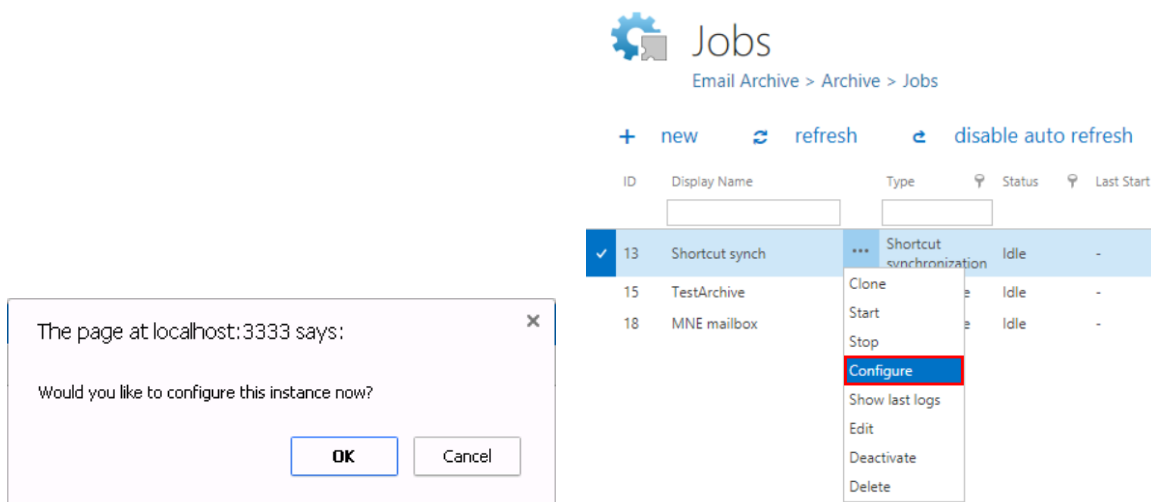 The page at localhost:3333 says:
Would you like to configure this instance now?
OK Cancel
Jobs
Email Archive > Archive > Jobs
+ new refresh disable auto refresh
ID Display Name Type Status Last Start
13 Shortcut synch ... Shortcut synchronization Idle -
15 TestArchive Idle -
18 MNE mailbox Idle -
Clone
Start
Stop
Configure
Show last logs
Edit
Deactivate
Delete